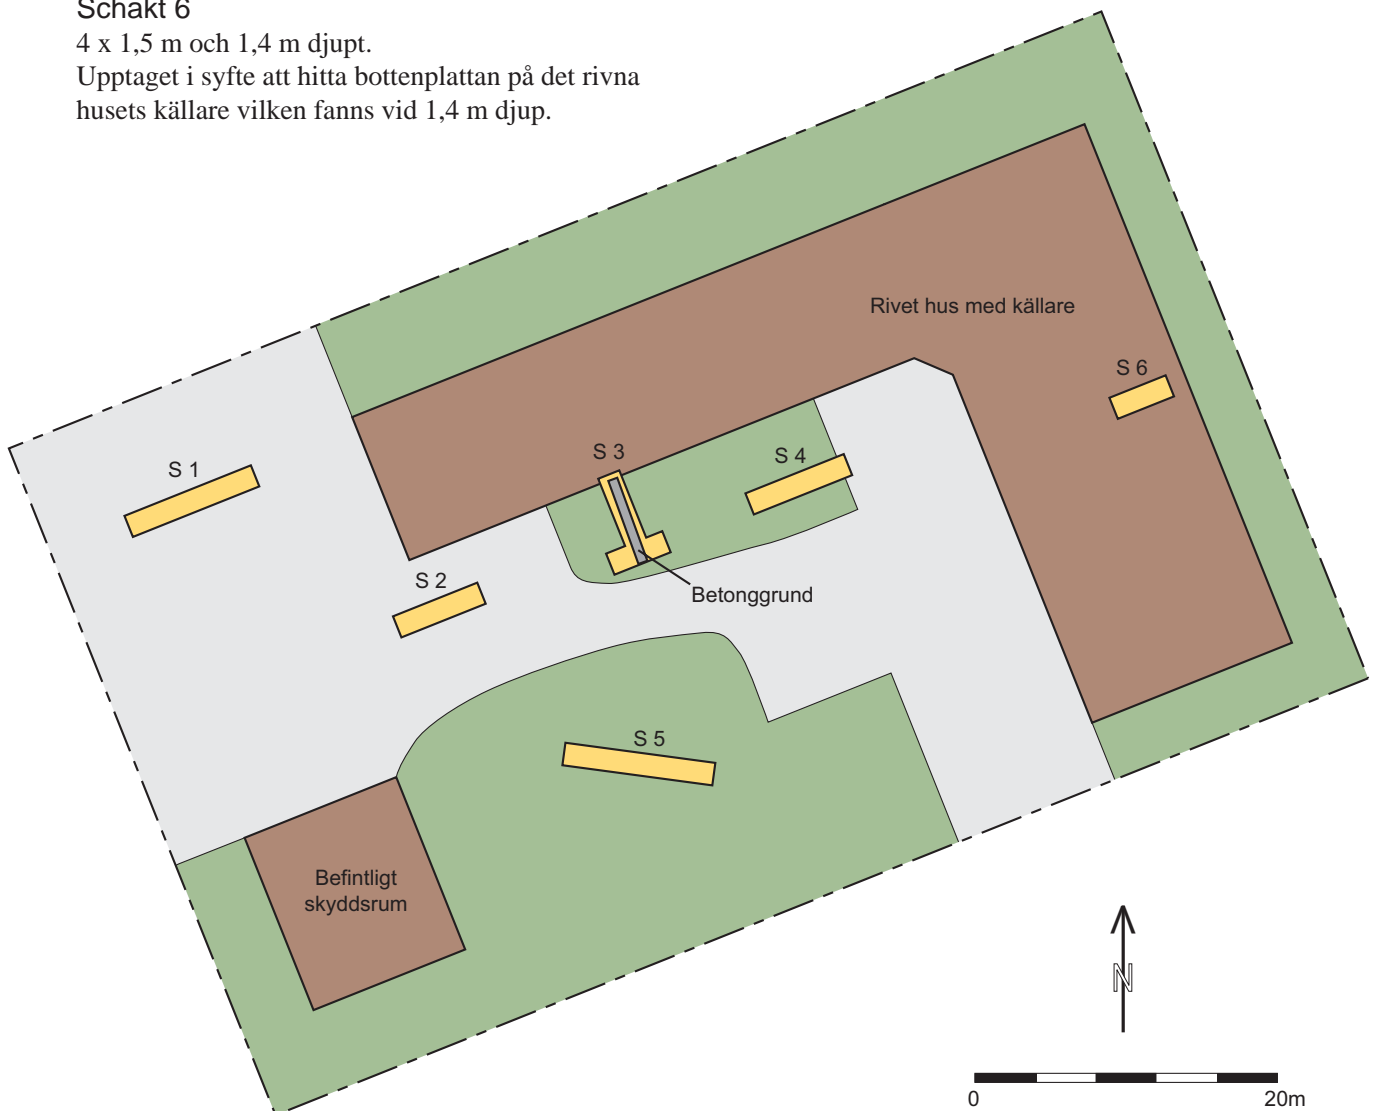 Schakt 6
4 x 1,5 m och 1,4 m djupt.
Upptaget i syfte att hitta bottenplattan på det rivna
husets källare vilken fanns vid 1,4 m djup.
Rivet hus med källare
S 6
S 3
S 4
S 1
S 2
Betonggrund
S 5
Befintligt
skyddsrum
N
0 20m